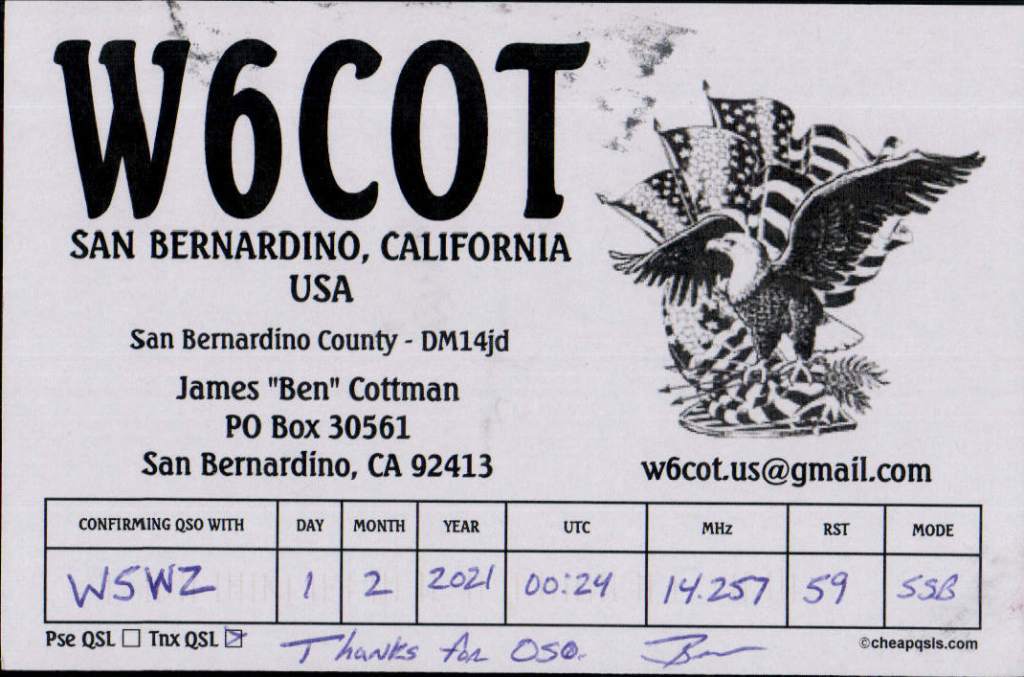 W6COT
SAN BERNARDINO, CALIFORNIA
USA
San Bernardino County - DM14jd
James "Ben" Cottman
PO Box 30561
San Bernardino, CA 92413
w6cot.us@gmail.com
CONFIRMING QSO WITH DAY MONTH YEAR UTC MHz RST MODE
W5WZ 1 2 2021 00:24 14.257 59 SSB
Pse QSL ☐ Tnx QSL ☒
Thanks for QSO. Ben
©cheapqsls.com